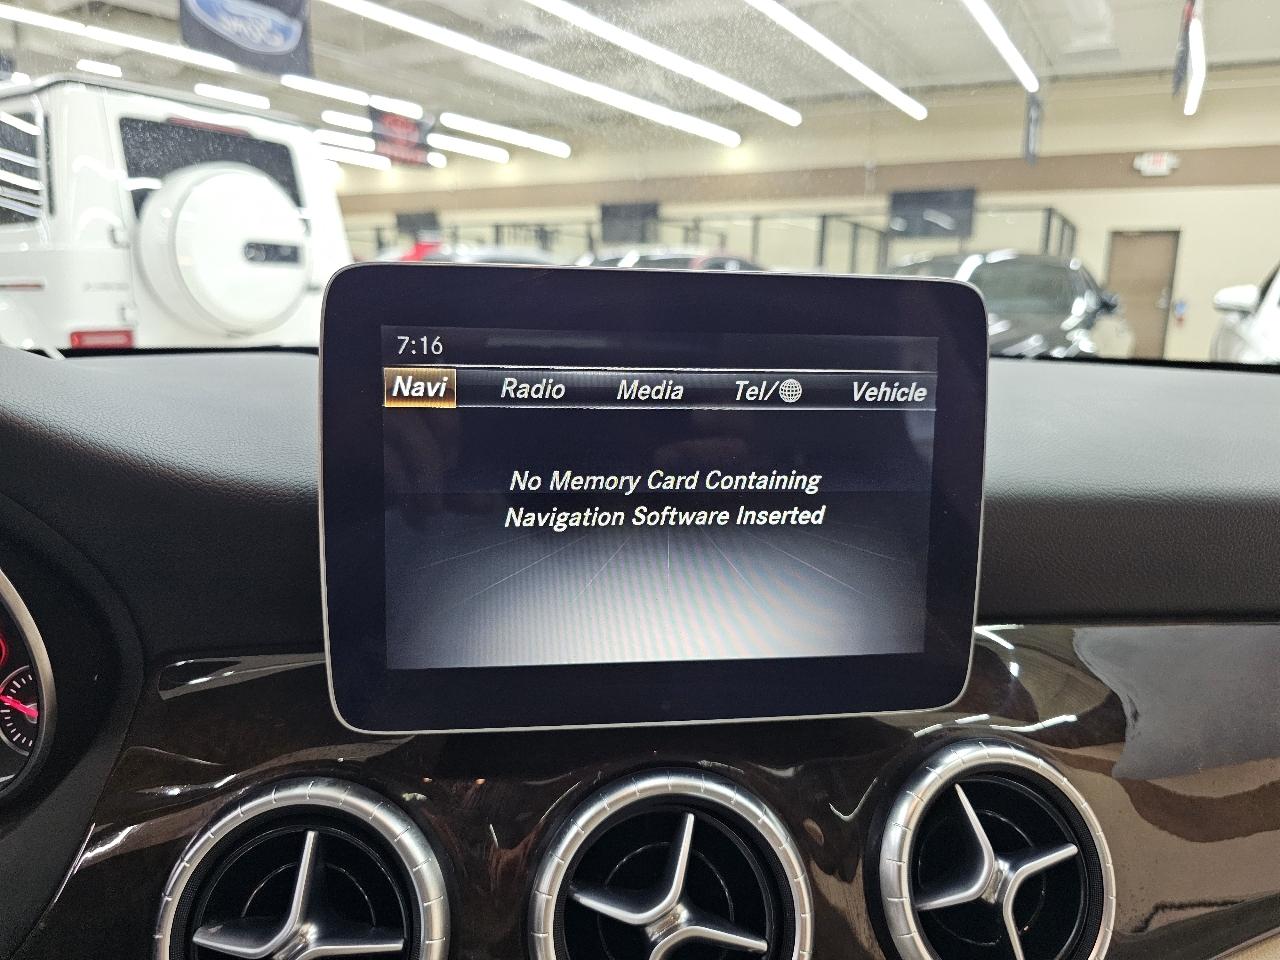 7:16
Navi Radio Media Tel/ Vehicle
No Memory Card Containing
Navigation Software Inserted